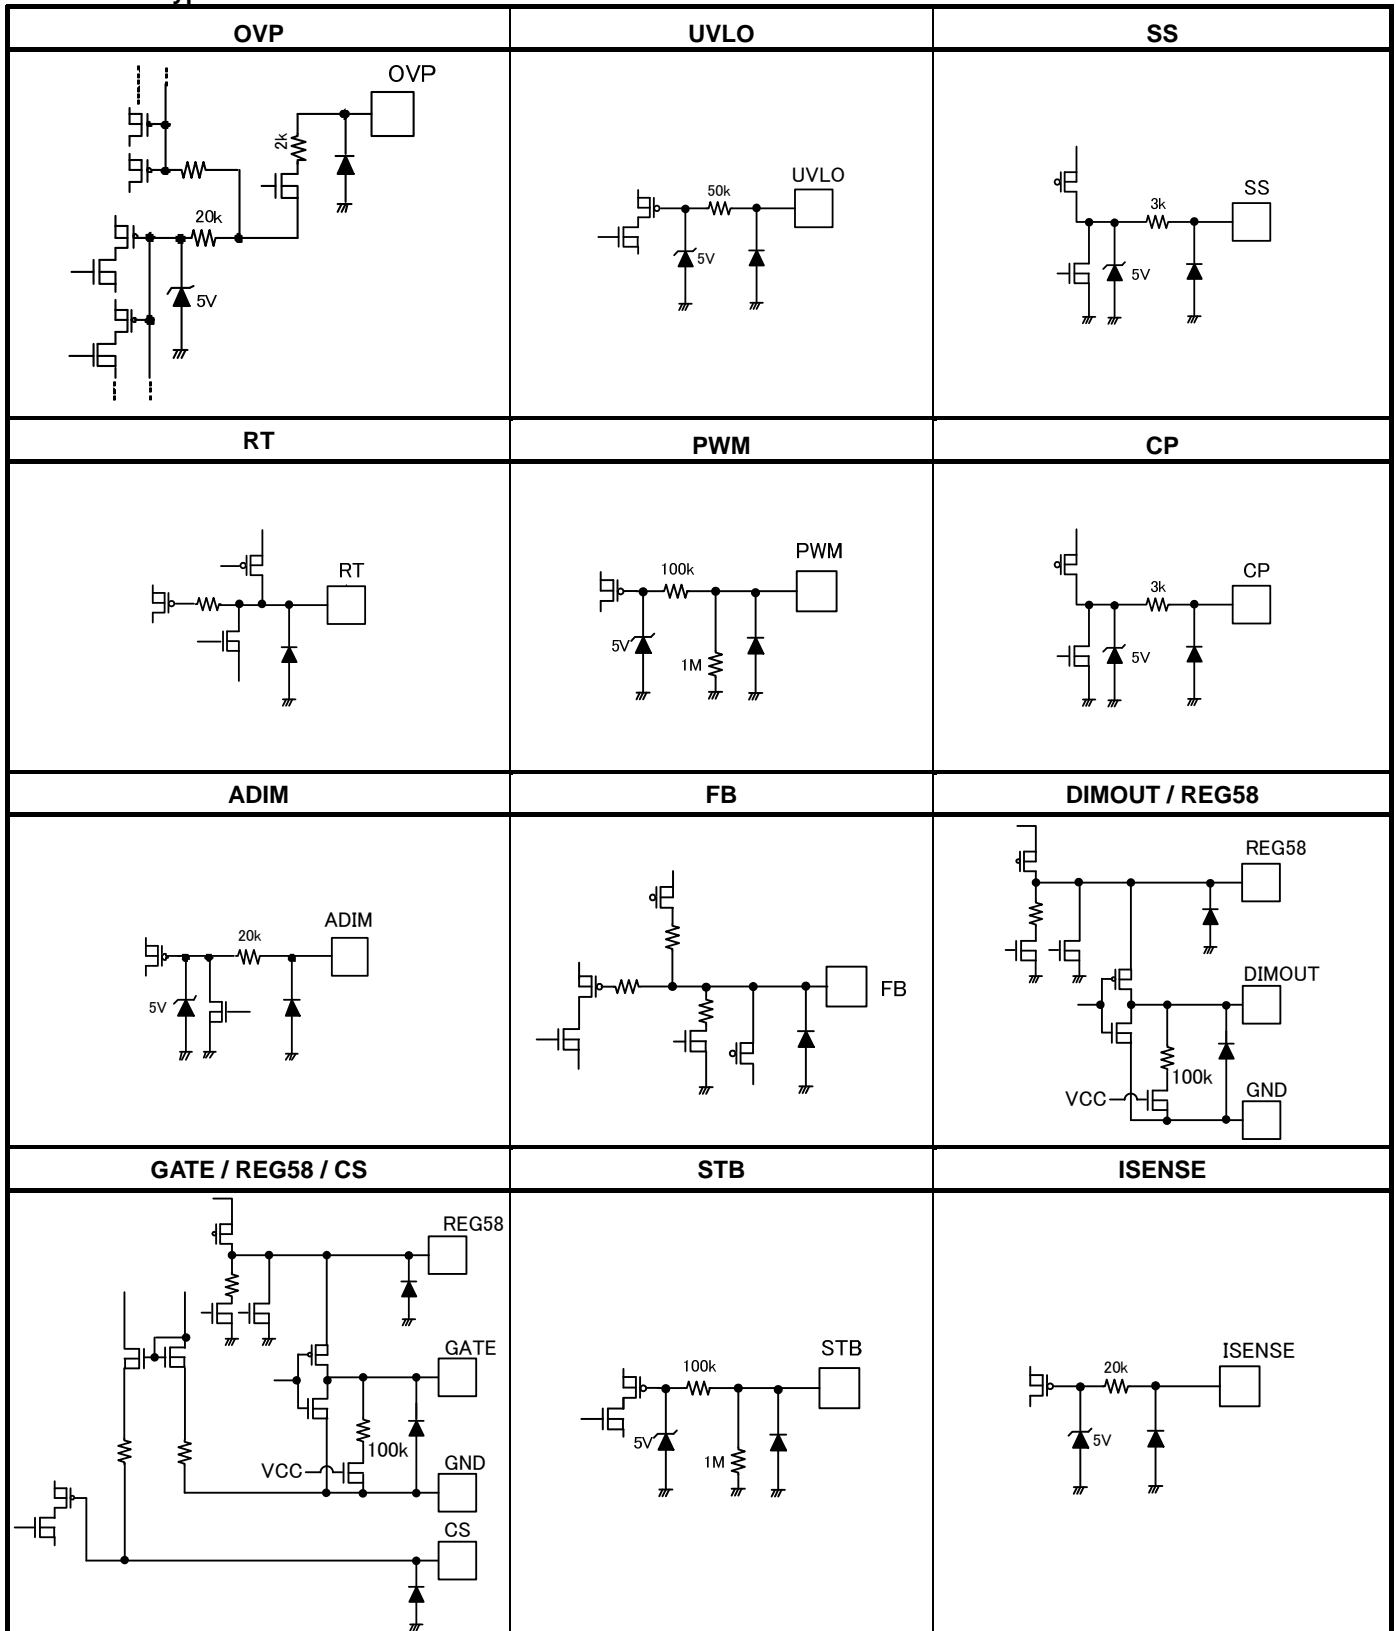 OVP UVLO SS
OVP
2k
20k
5V
UVLO
50k
5V
SS
3k
5V
RT PWM CP
RT
PWM
100k
5V
1M
CP
3k
5V
ADIM FB DIMOUT / REG58
ADIM
20k
5V
FB
REG58
DIMOUT
100k
VCC
GND
GATE / REG58 / CS STB ISENSE
REG58
GATE
100k
VCC
GND
CS
STB
100k
5V
1M
ISENSE
20k
5V